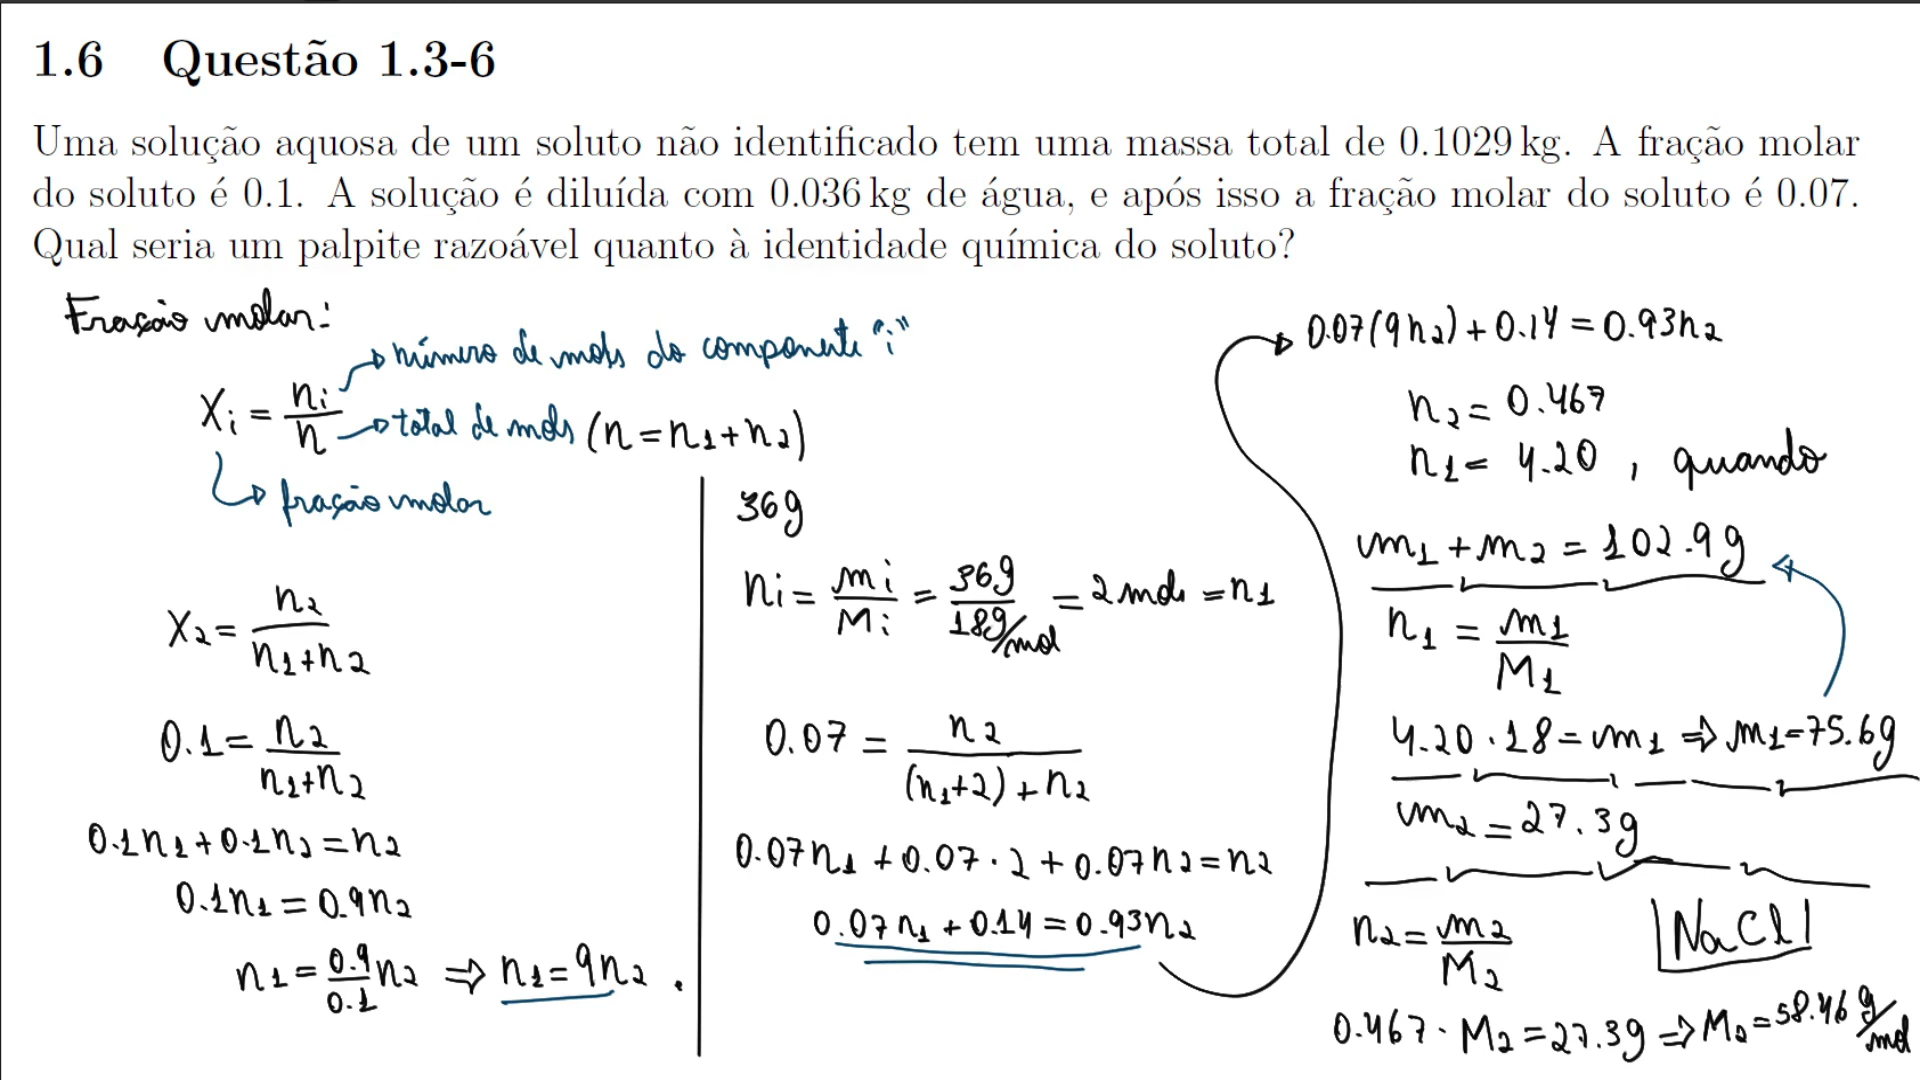 1.6 Questão 1.3-6
Uma solução aquosa de um soluto não identificado tem uma massa total de 0.1029 kg. A fração molar
do soluto é 0.1. A solução é diluída com 0.036 kg de água, e após isso a fração molar do soluto é 0.07.
Qual seria um palpite razoável quanto à identidade química do soluto?
Fração molar:
número de mols do componente "i"
Xi = ni/n
total de mols (n = n1 + n2)
fração molar
X2 = n2/(n1+n2)
0.1 = n2/(n1+n2)
0.1n1 + 0.1n2 = n2
0.1n1 = 0.9n2
n1 = 0.9/0.1 n2 ⇒ n1 = 9n2.
36g
ni = mi/Mi = 36g/18g/mol = 2 mols = n1
0.07 = n2/((n1+2)+n2)
0.07n1 + 0.07 · 2 + 0.07n2 = n2
0.07n1 + 0.14 = 0.93n2
0.07(9n2) + 0.14 = 0.93n2
n2 = 0.467
n1 = 4.20, quando
m1 + m2 = 102.9g
n1 = m1/M1
4.20 · 18 = m1 ⇒ m1 = 75.6g
m2 = 27.3g
n2 = m2/M2
NaCl
0.467 · M2 = 27.3g ⇒ M2 = 58.46 g/mol